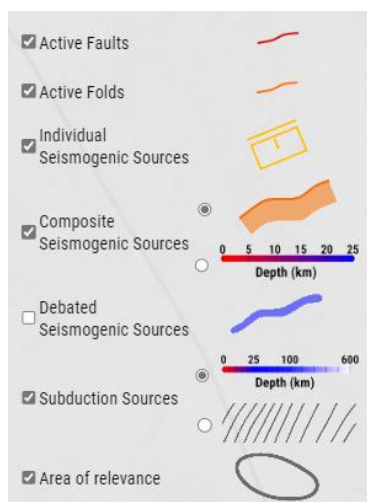 Active Faults
Active Folds
Individual
Seismogenic Sources
Composite
Seismogenic Sources
0 5 10 15 20 25
Depth (km)
Debated
Seismogenic Sources
0 25 100 600
Depth (km)
Subduction Sources
Area of relevance